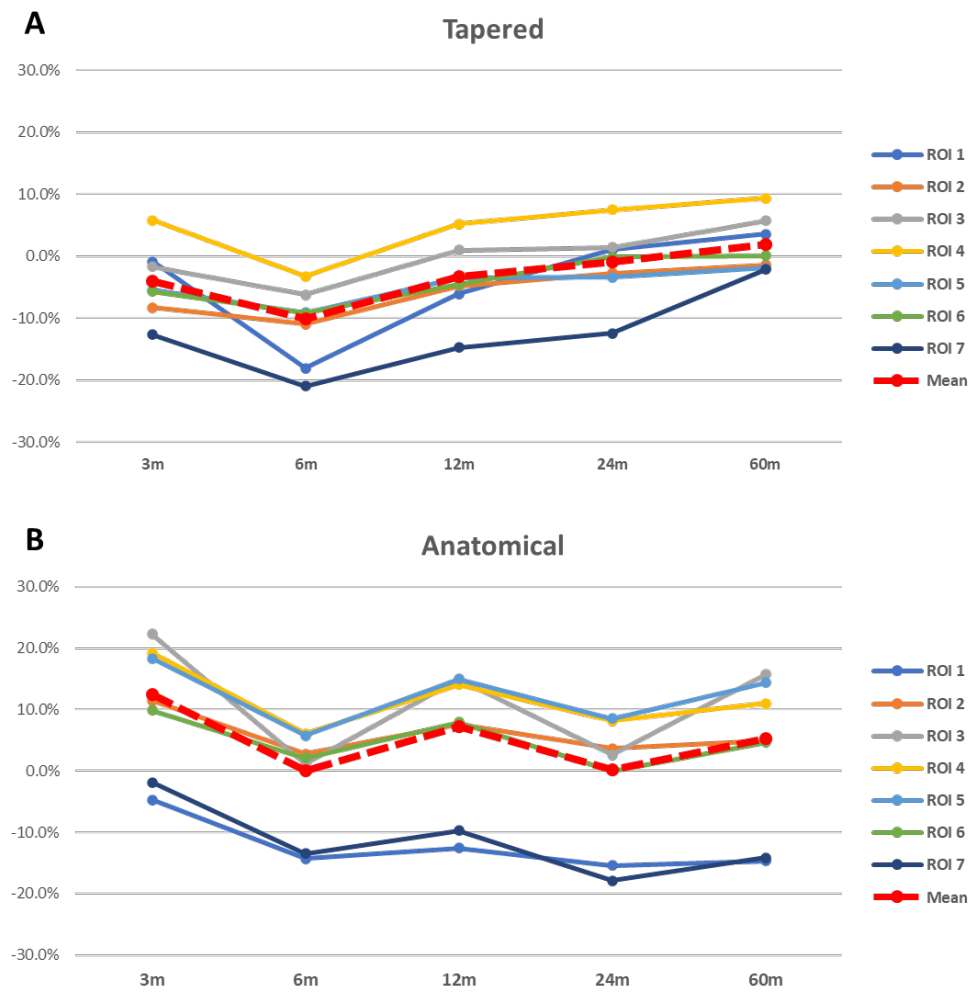 A
Tapered
30.0%
20.0%
10.0%
0.0%
-10.0%
-20.0%
-30.0%
3m 6m 12m 24m 60m
ROI 1
ROI 2
ROI 3
ROI 4
ROI 5
ROI 6
ROI 7
Mean
B
Anatomical
30.0%
20.0%
10.0%
0.0%
-10.0%
-20.0%
-30.0%
3m 6m 12m 24m 60m
ROI 1
ROI 2
ROI 3
ROI 4
ROI 5
ROI 6
ROI 7
Mean